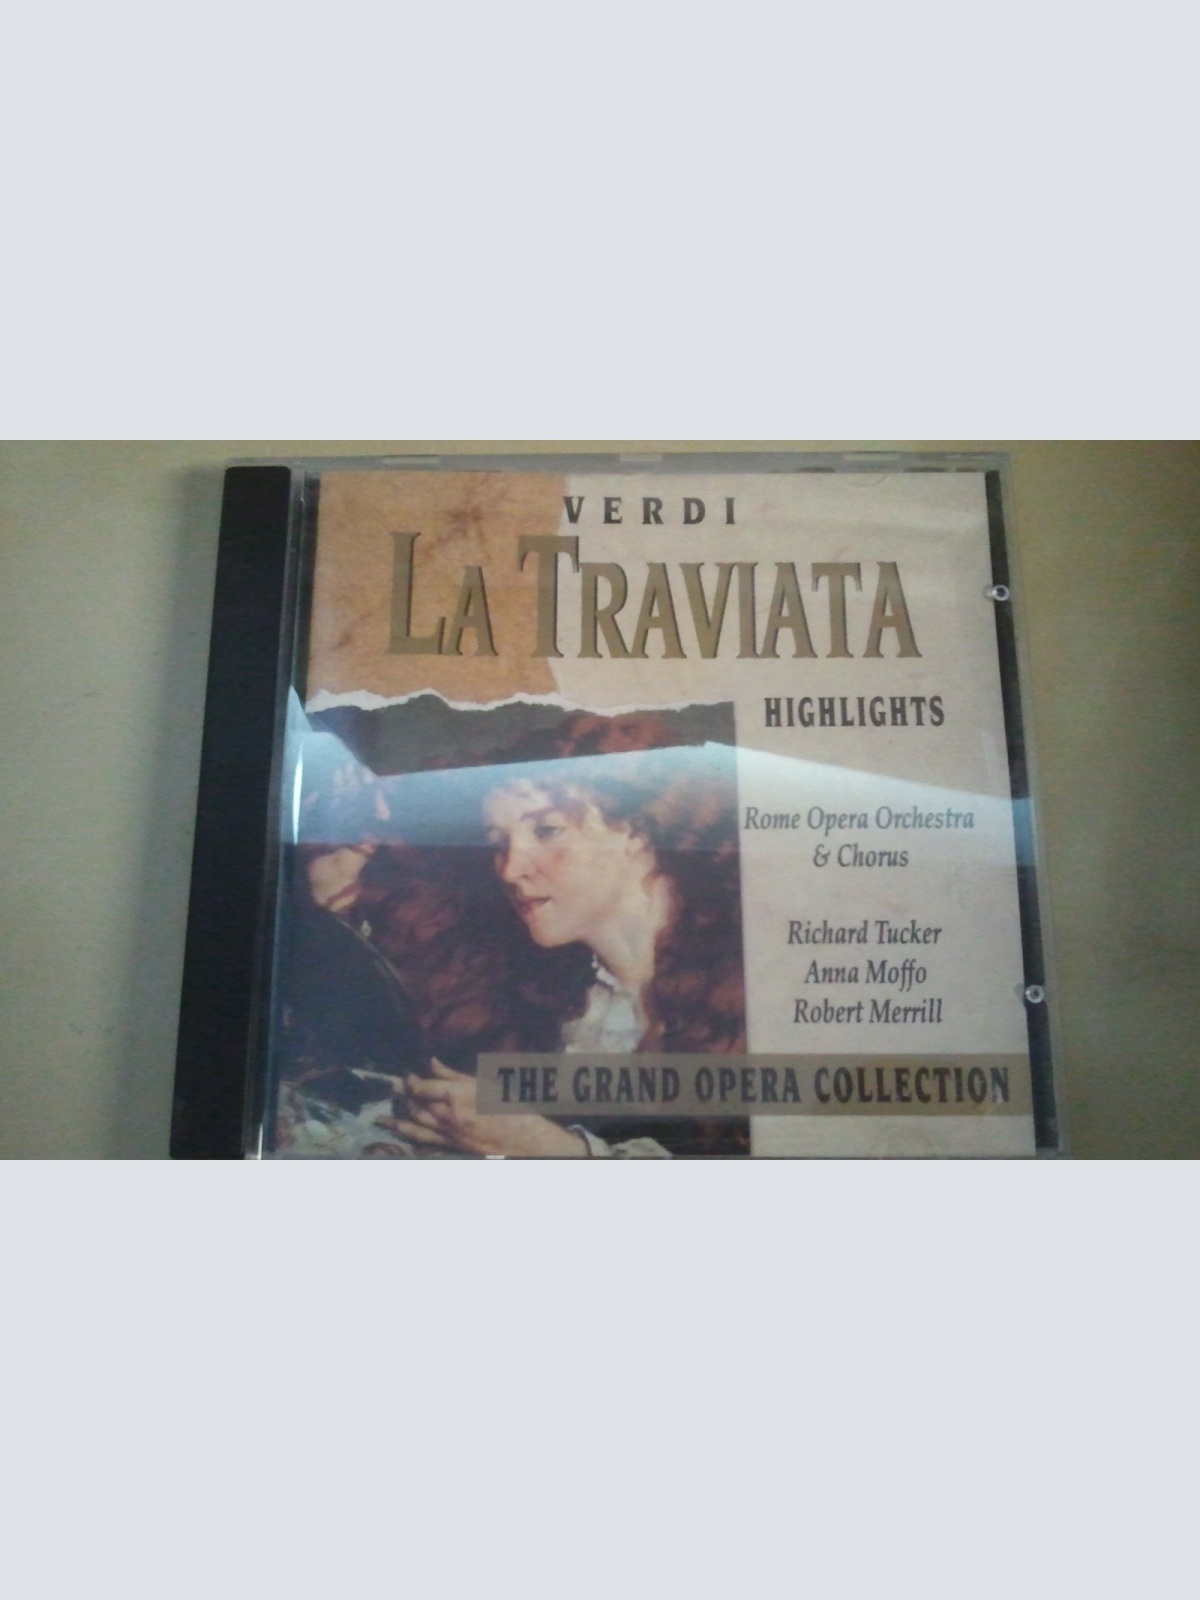 VERDI
LA TRAVIATA
HIGHLIGHTS
Rome Opera Orchestra
& Chorus
Richard Tucker
Anna Moffo
Robert Merrill
THE GRAND OPERA COLLECTION